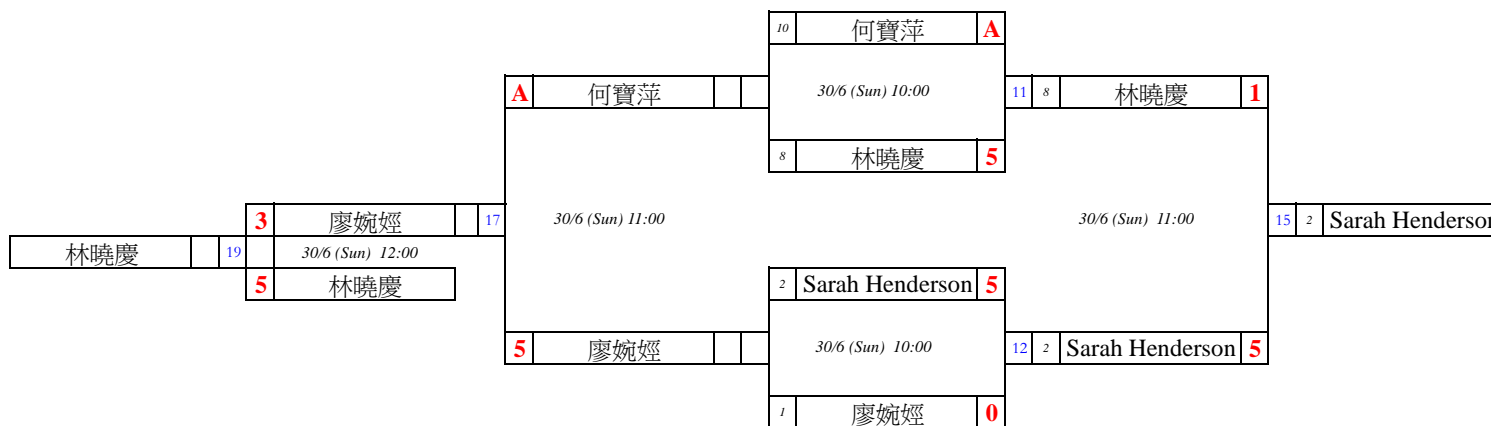 10 何寶萍 A
A 何寶萍 30/6 (Sun) 10:00 11 8 林曉慶 1
8 林曉慶 5
3 廖婉婭 17 30/6 (Sun) 11:00 30/6 (Sun) 11:00 15 2 Sarah Henderson
林曉慶 19 30/6 (Sun) 12:00
5 林曉慶 2 Sarah Henderson 5
5 廖婉婭 30/6 (Sun) 10:00 12 2 Sarah Henderson 5
1 廖婉婭 0